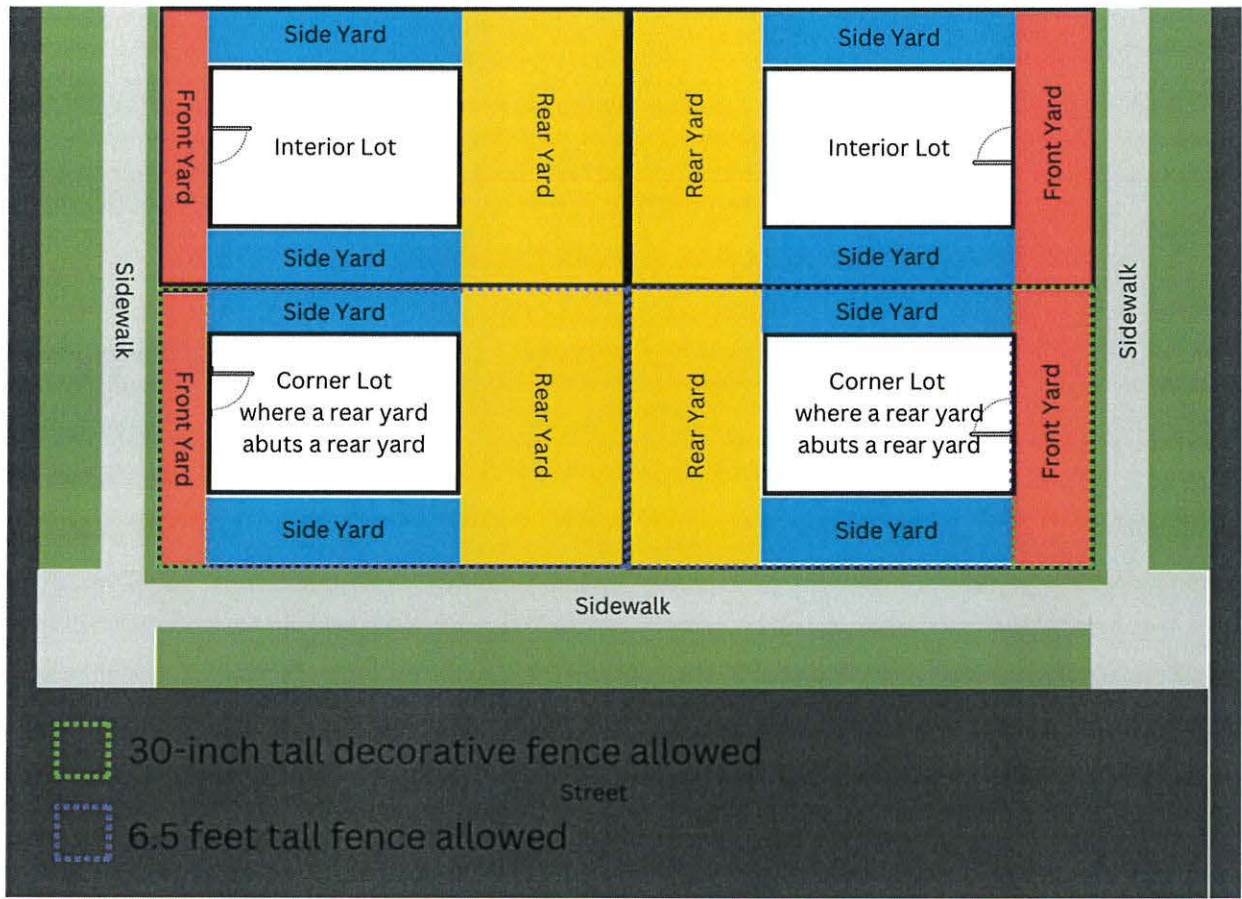 Side Yard
Side Yard
Front Yard
Interior Lot
Rear Yard
Rear Yard
Interior Lot
Front Yard
Side Yard
Side Yard
Sidewalk
Sidewalk
Side Yard
Side Yard
Front Yard
Corner Lot
where a rear yard
abuts a rear yard
Rear Yard
Rear Yard
Corner Lot
where a rear yard
abuts a rear yard
Front Yard
Side Yard
Side Yard
Sidewalk
30-inch tall decorative fence allowed
Street
6.5 feet tall fence allowed